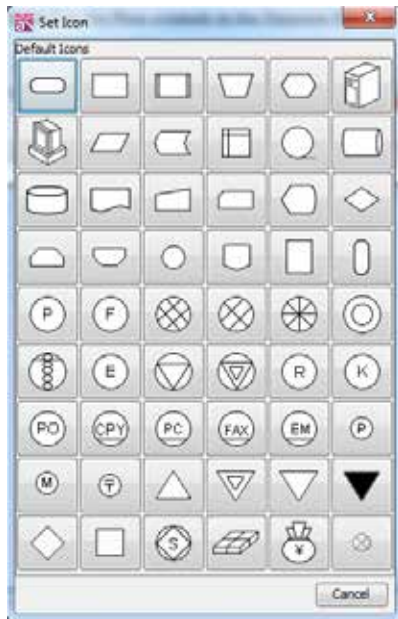 Set Icon
Default Icons
P F
E R K
PO CPY PC FAX EM P
M T
S ¥
Cancel